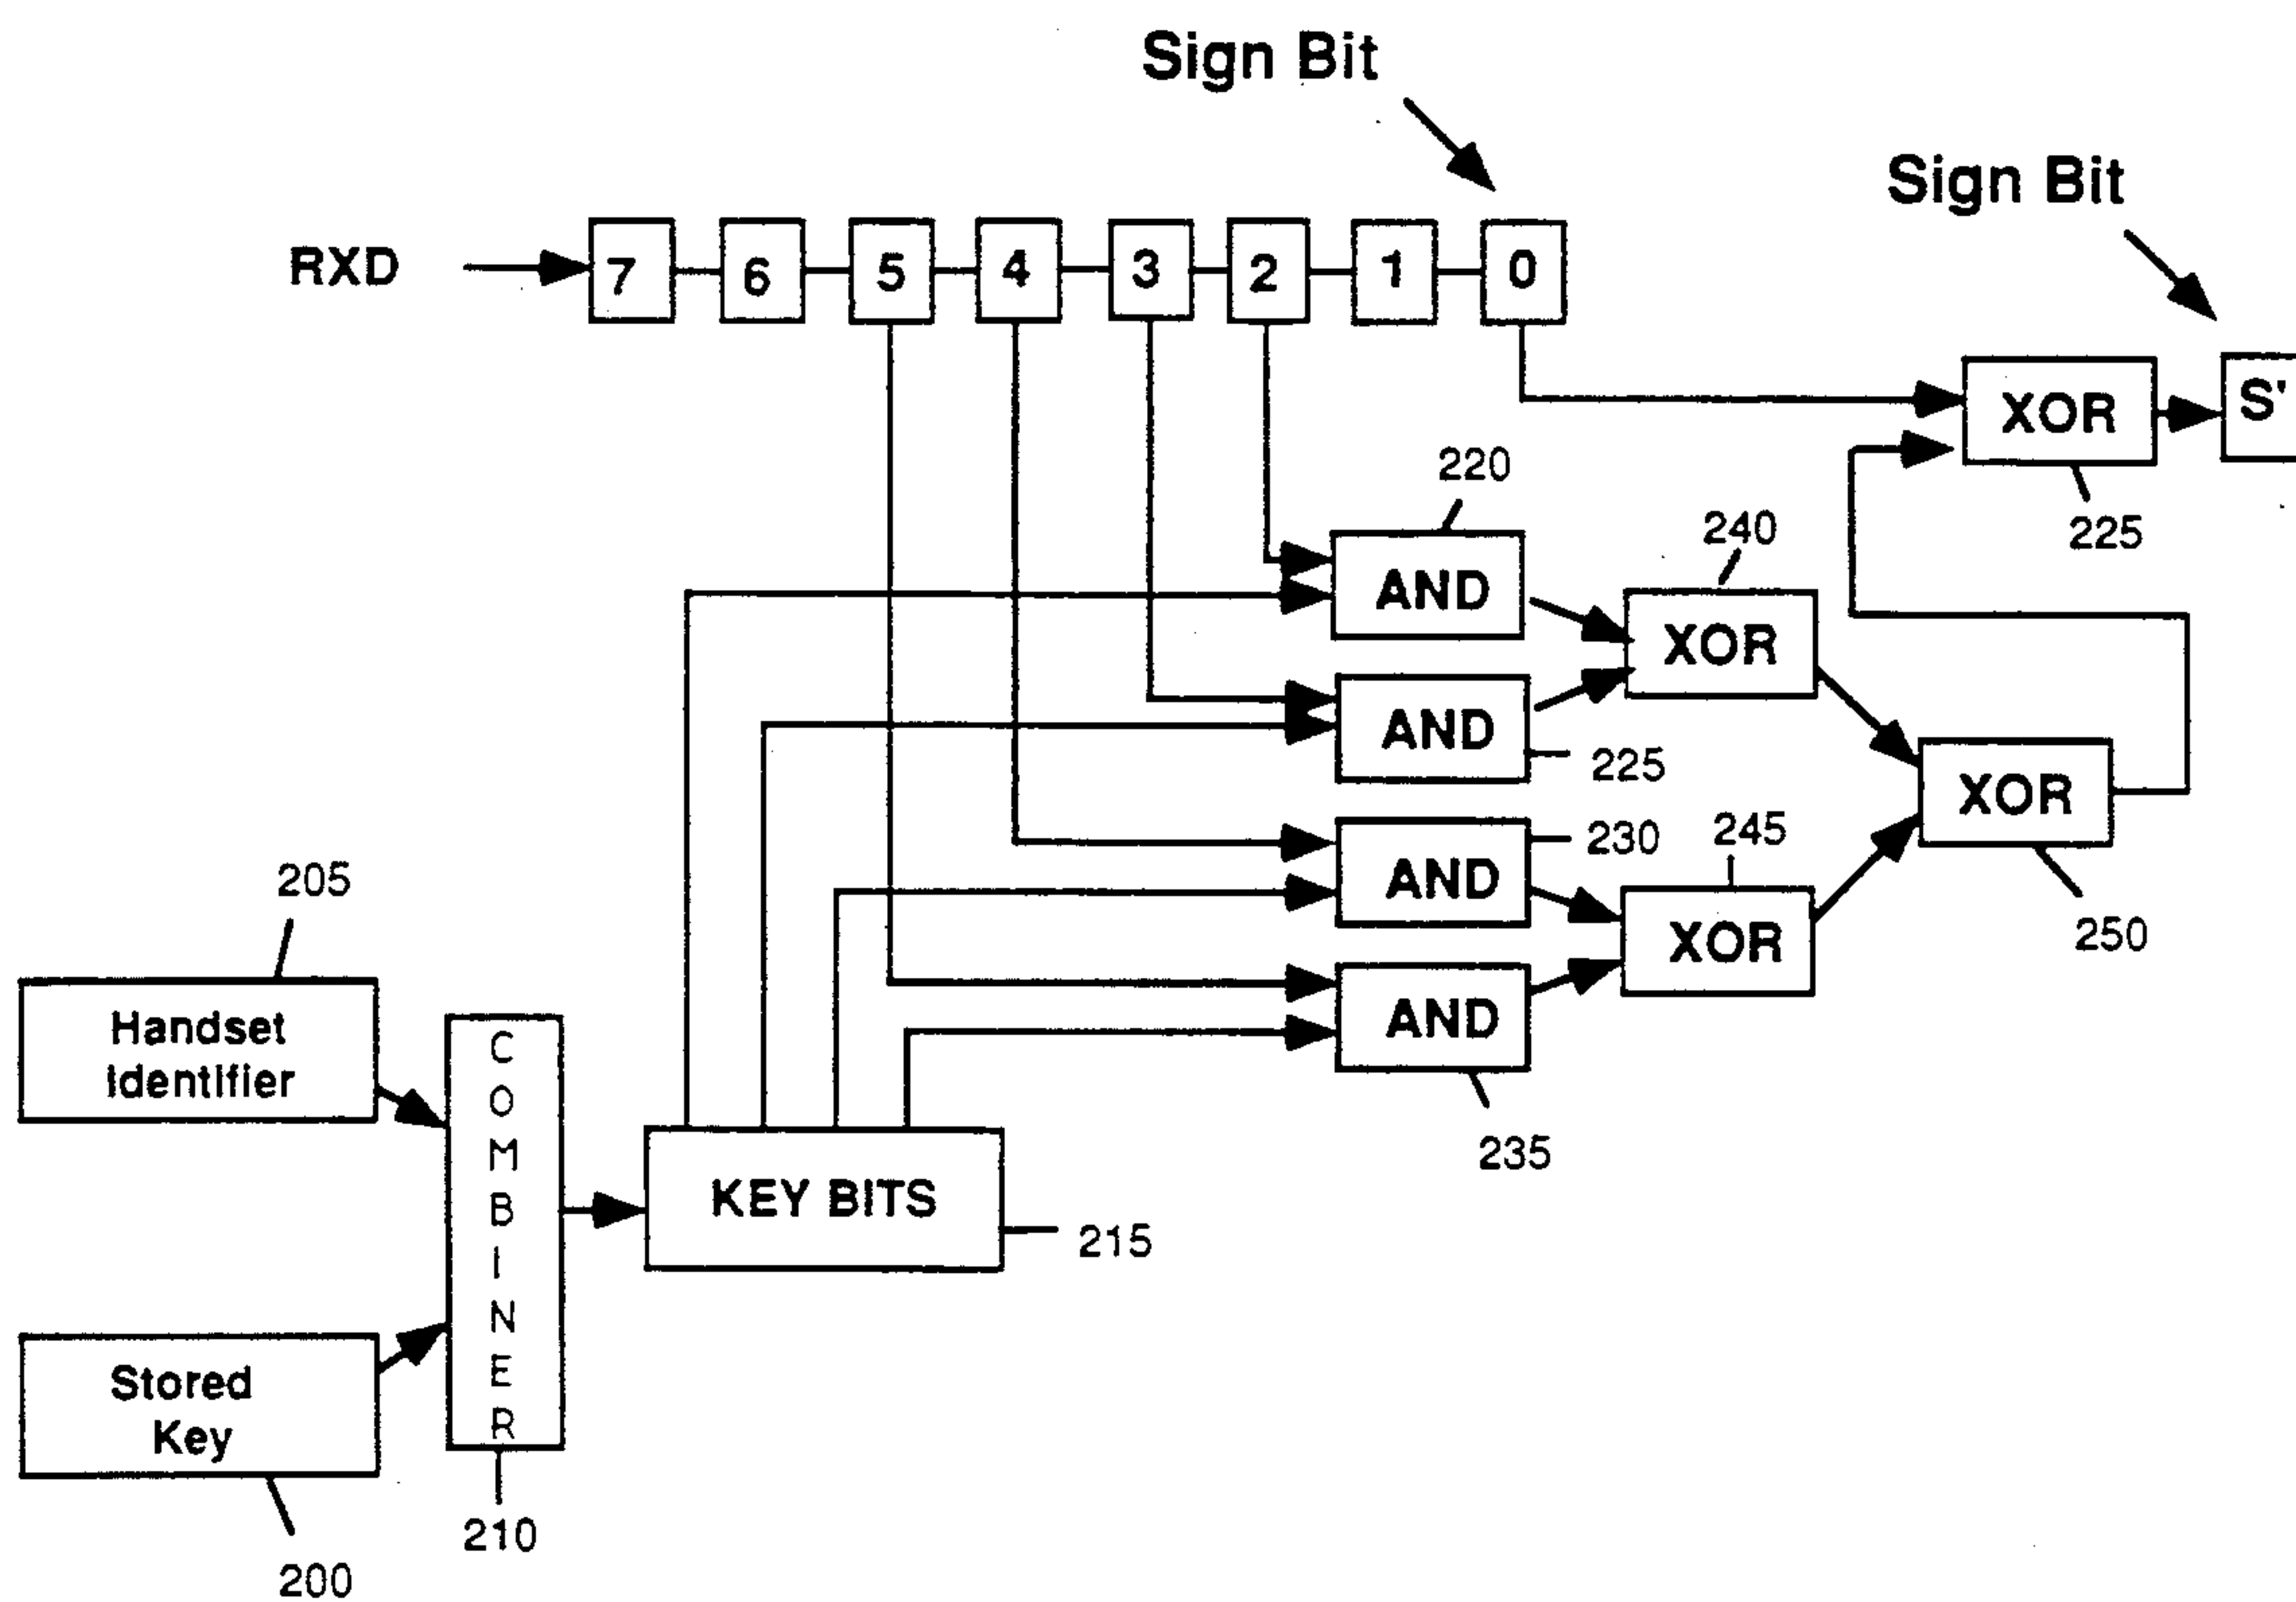 Sign Bit
Sign Bit
RXD
7 6 5 4 3 2 1 0
XOR
S'
225
220
AND
240
XOR
AND
225
XOR
250
230
AND
245
XOR
AND
235
205
Handset
Identifier
COMBINER
KEY BITS
215
Stored
Key
210
200